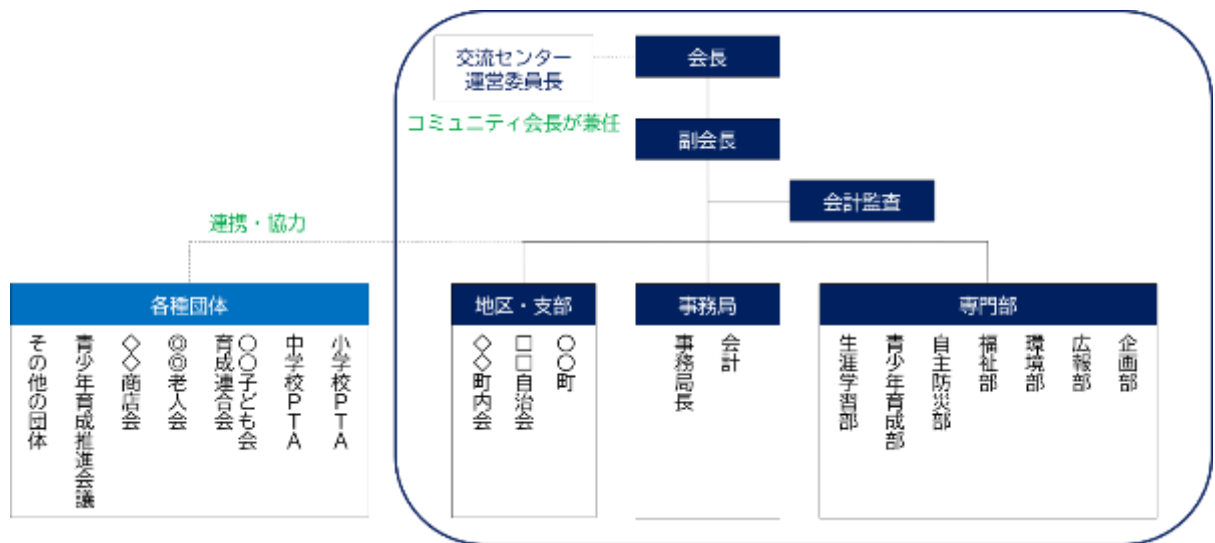 交流センター
運営委員長
会長
コミュニティ会長が兼任
副会長
会計監査
連携・協力
各種団体
小学校PTA
中学校PTA
〇〇子ども会
育成連合会
◎◎老人会
◇◇商店会
青少年育成推進会議
その他の団体
地区・支部
〇〇町
□□自治会
◇◇町内会
事務局
会計
事務局長
専門部
企画部
広報部
環境部
福祉部
自主防災部
青少年育成部
生涯学習部